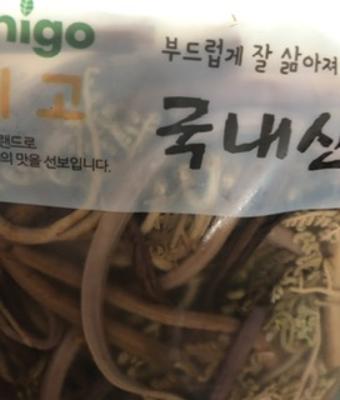 nigo
부드럽게 잘 삶아져
고
국내산
랜드로
의 맛을 선보입니다.